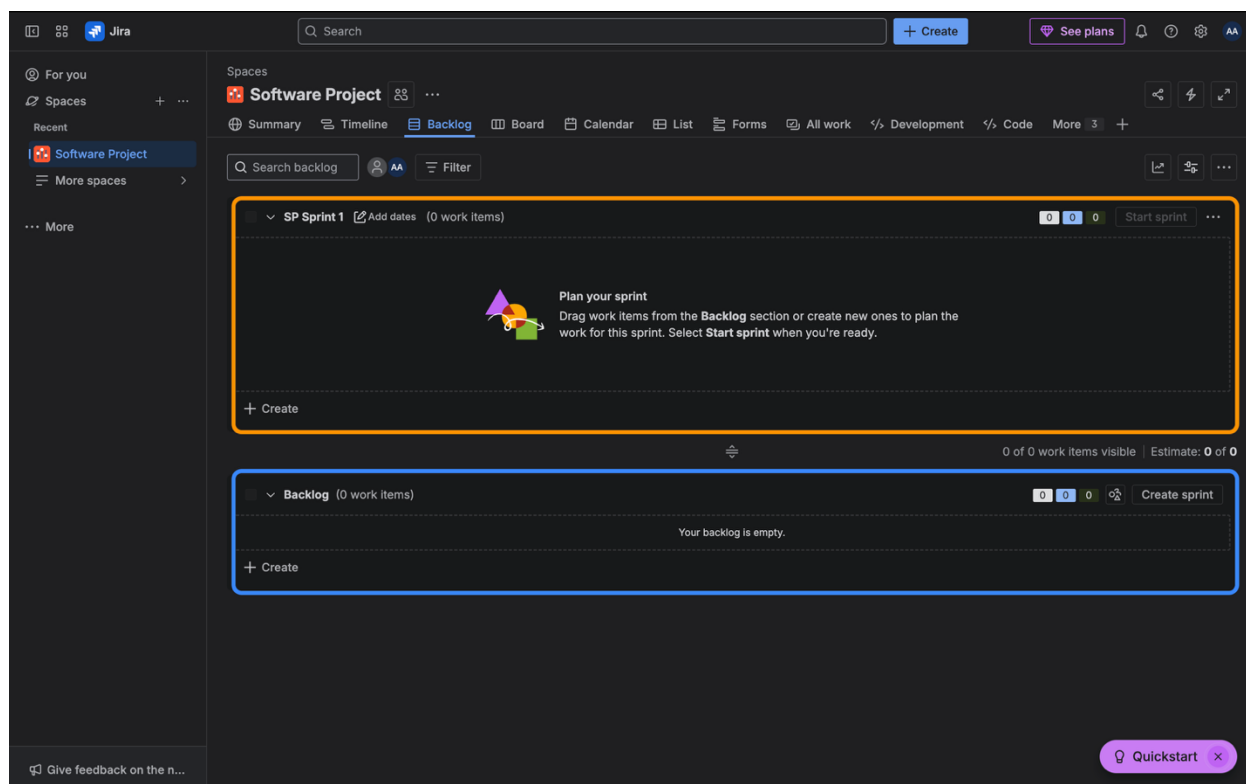 Jira
Search
+ Create
See plans
AA
For you
Spaces
Recent
Software Project
More spaces
More
Give feedback on the n...
Spaces
Software Project
Summary
Timeline
Backlog
Board
Calendar
List
Forms
All work
Development
Code
More 3
Search backlog
AA
Filter
SP Sprint 1 Add dates (0 work items)
0 0 0 Start sprint
Plan your sprint
Drag work items from the Backlog section or create new ones to plan the
work for this sprint. Select Start sprint when you're ready.
+ Create
0 of 0 work items visible | Estimate: 0 of 0
Backlog (0 work items)
0 0 0 Create sprint
Your backlog is empty.
+ Create
Quickstart